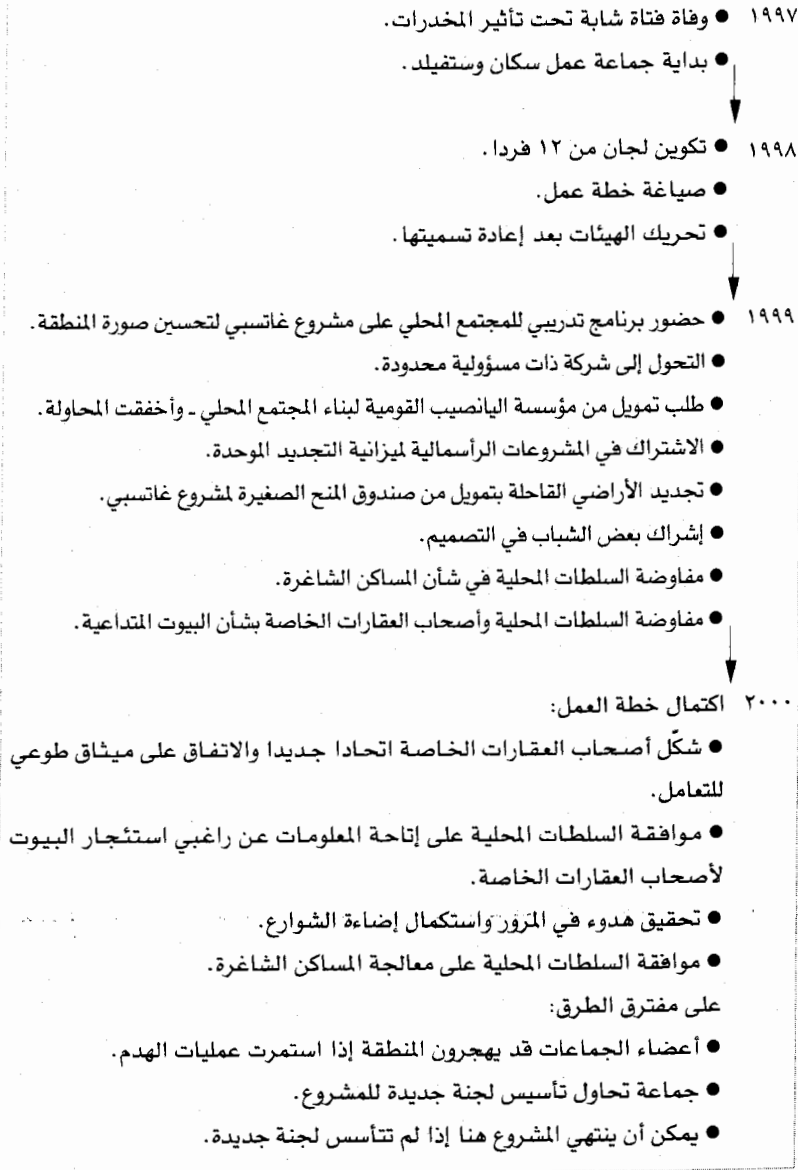 ١٩٩٧ ● وفاة فتاة شابة تحت تأثير المخدرات.
● بداية جماعة عمل سكان وستفيلد.
١٩٩٨ ● تكوين لجان من ١٢ فردا.
● صياغة خطة عمل.
● تحريك الهيئات بعد إعادة تسميتها.
١٩٩٩ ● حضور برنامج تدريبي للمجتمع المحلي على مشروع غاتسبي لتحسين صورة المنطقة.
● التحول إلى شركة ذات مسؤولية محدودة.
● طلب تمويل من مؤسسة اليانصيب القومية لبناء المجتمع المحلي ـ وأخفقت المحاولة.
● الاشتراك في المشروعات الرأسمالية لميزانية التجديد الموحدة.
● تجديد الأراضي القاحلة بتمويل من صندوق المنح الصغيرة لمشروع غاتسبي.
● إشراك بعض الشباب في التصميم.
● مفاوضة السلطات المحلية في شأن المساكن الشاغرة.
● مفاوضة السلطات المحلية وأصحاب العقارات الخاصة بشأن البيوت المتداعية.
٢٠٠٠ اكتمال خطة العمل:
● شكّل أصحاب العقارات الخاصة اتحادا جديدا والاتفاق على ميثاق طوعي
للتعامل.
● موافقة السلطات المحلية على إتاحة المعلومات عن راغبي استئجار البيوت
لأصحاب العقارات الخاصة.
● تحقيق هدوء في المرور واستكمال إضاءة الشوارع.
● موافقة السلطات المحلية على معالجة المساكن الشاغرة.
على مفترق الطرق:
● أعضاء الجماعات قد يهجرون المنطقة إذا استمرت عمليات الهدم.
● جماعة تحاول تأسيس لجنة جديدة للمشروع.
● يمكن أن ينتهي المشروع هنا إذا لم تتأسس لجنة جديدة.